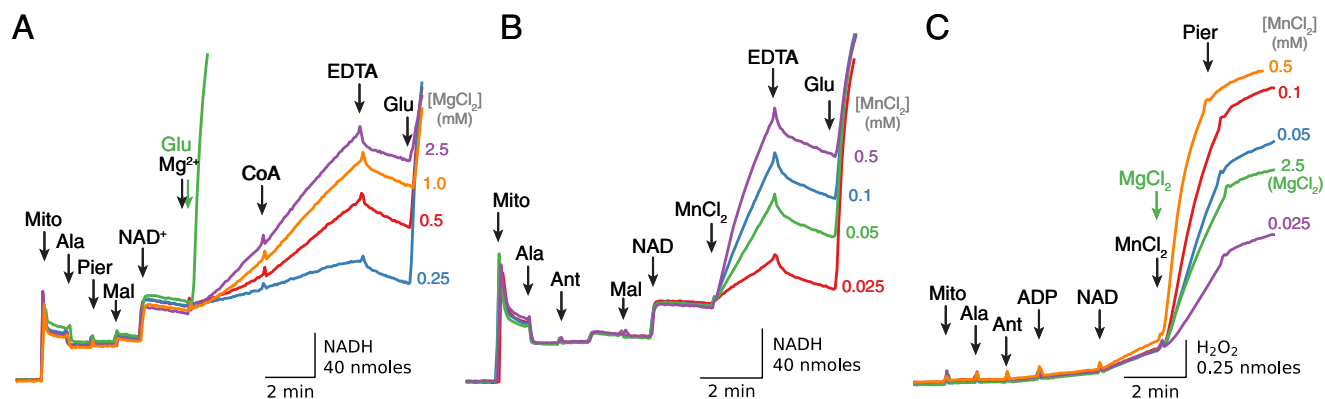 A
Mito
Ala
Pier
Mal
NAD⁺
Glu
Mg²⁺
CoA
EDTA
Glu
[MgCl₂]
(mM)
2.5
1.0
0.5
0.25
NADH
40 nmoles
2 min
B
Mito
Ala
Ant
Mal
NAD
MnCl₂
EDTA
Glu
[MnCl₂]
(mM)
0.5
0.1
0.05
0.025
NADH
40 nmoles
2 min
C
Mito
Ala
Ant
ADP
NAD
MgCl₂
MnCl₂
Pier
[MnCl₂]
(mM)
0.5
0.1
0.05
2.5
(MgCl₂)
0.025
H₂O₂
0.25 nmoles
2 min